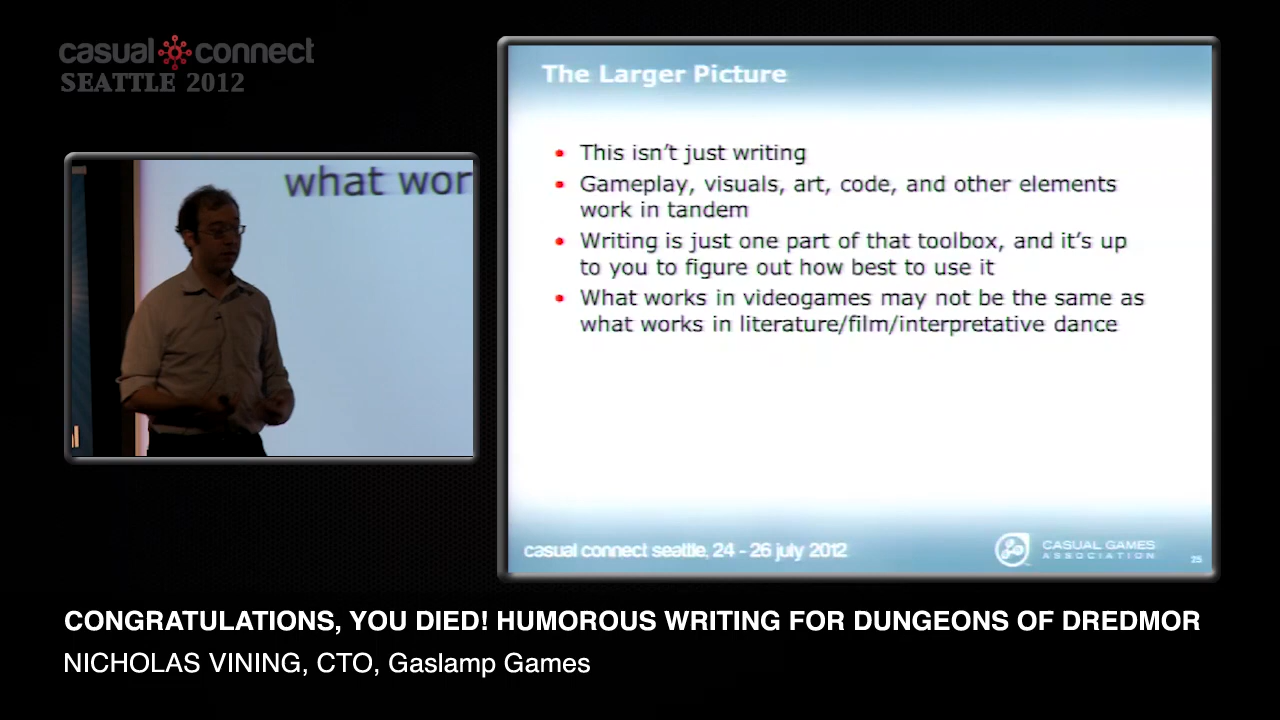 casual connect
SEATTLE 2012
what wor
The Larger Picture
• This isn't just writing
• Gameplay, visuals, art, code, and other elements
work in tandem
• Writing is just one part of that toolbox, and it's up
to you to figure out how best to use it
• What works in videogames may not be the same as
what works in literature/film/interpretative dance
casual connect seattle, 24 - 26 july 2012
CASUAL GAMES
ASSOCIATION
25
CONGRATULATIONS, YOU DIED! HUMOROUS WRITING FOR DUNGEONS OF DREDMOR
NICHOLAS VINING, CTO, Gaslamp Games